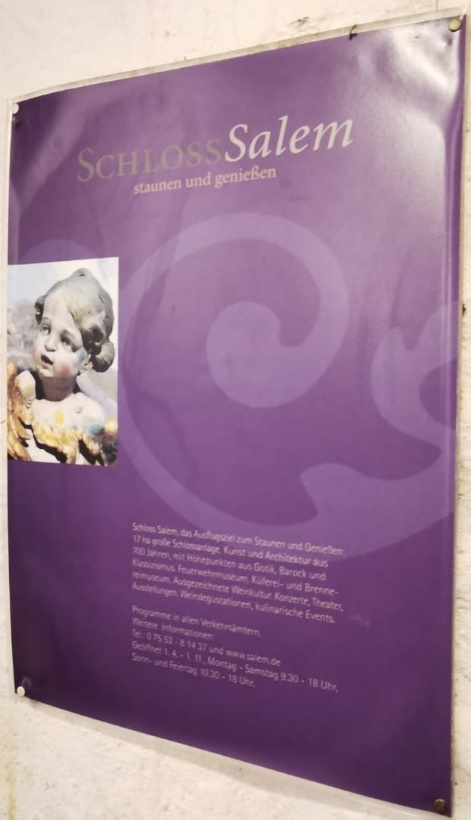 SCHLOSSSalem
staunen und genießen
Schloss Salem, das Ausflugsziel zum Staunen und Genießen:
17 ha große Schlossanlage. Kunst und Architektur aus
700 Jahren, mit Höhepunkten aus Gotik, Barock und
Klassizismus. Feuerwehrmuseum. Küferei- und Brenne-
reimuseum. Ausgezeichnete Weinkultur. Konzerte, Theater,
Ausstellungen, Weindegustationen, kulinarische Events.
Programme in allen Verkehrsämtern.
Weitere Informationen:
Tel. 0 75 53 - 8 14 37 und www.salem.de
Geöffnet 1. 4. - 1. 11., Montag - Samstag 9:30 - 18 Uhr,
Sonn- und Feiertag 10:30 - 18 Uhr.